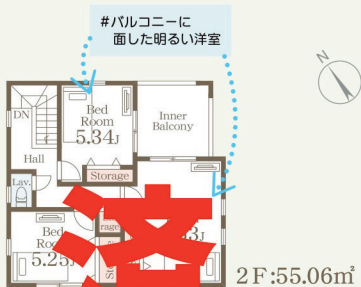 #バルコニーに
面した明るい洋室
N
DN
Bed
Room
5.34J
Inner
Balcony
Hall
Storage
Lav.
Bed
5.25
2F:55.06㎡